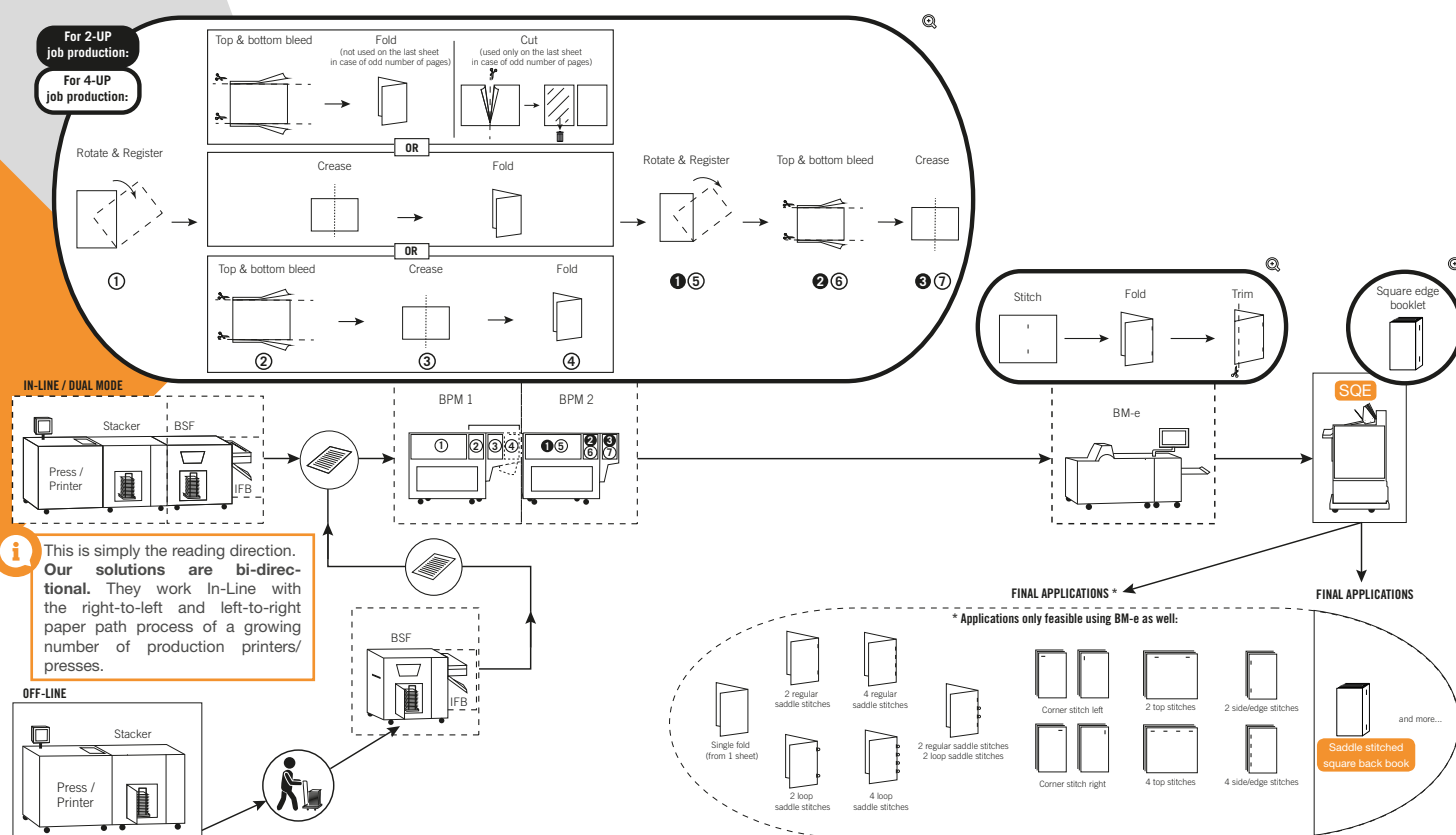 For 2-UP
job production:
For 4-UP
job production:
Top & bottom bleed
Fold
(not used on the last sheet
in case of odd number of pages)
Cut
(used only on the last sheet
in case of odd number of pages)
OR
Rotate & Register
①
Crease
Fold
OR
Top & bottom bleed
②
Crease
③
Fold
④
Rotate & Register
❶⑤
Top & bottom bleed
❷⑥
Crease
❸⑦
Stitch
Fold
Trim
Square edge
booklet
IN-LINE / DUAL MODE
Press /
Printer
Stacker
BSF
IFB
BPM 1
①
②
③
④
BPM 2
❶⑤
❷
⑥
❸
⑦
BM-e
SQE
i
This is simply the reading direction.
Our solutions are bi-direc-
tional. They work In-Line with
the right-to-left and left-to-right
paper path process of a growing
number of production printers/
presses.
OFF-LINE
Stacker
Press /
Printer
BSF
IFB
FINAL APPLICATIONS *
FINAL APPLICATIONS
* Applications only feasible using BM-e as well:
Single fold
(from 1 sheet)
2 regular
saddle stitches
4 regular
saddle stitches
2 loop
saddle stitches
4 loop
saddle stitches
2 regular saddle stitches
2 loop saddle stitches
Corner stitch left
2 top stitches
2 side/edge stitches
Corner stitch right
4 top stitches
4 side/edge stitches
Saddle stitched
square back book
and more...